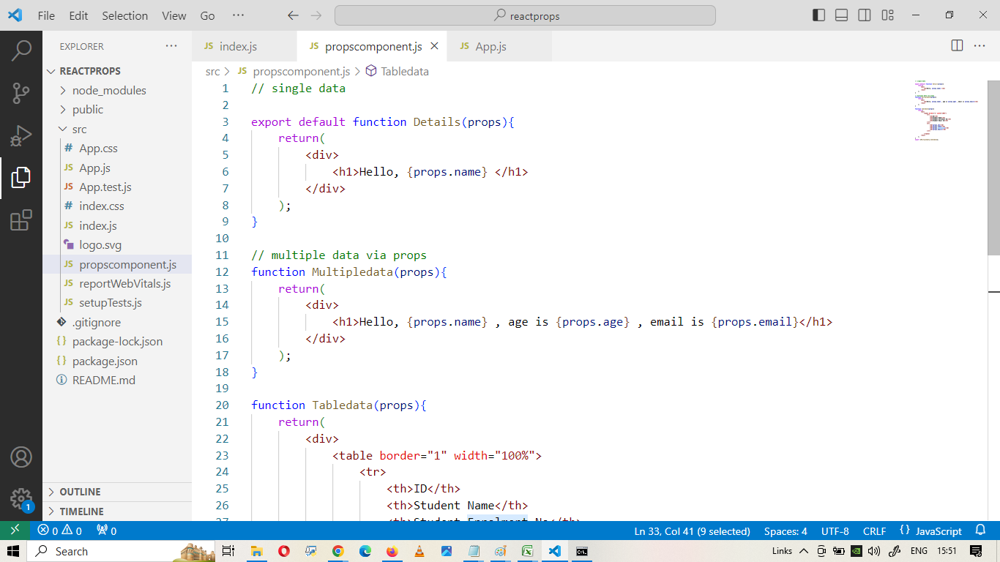 File Edit Selection View Go ··· reactprops
EXPLORER ···
REACTPROPS
node_modules
public
src
# App.css
JS App.js
JS App.test.js
# index.css
JS index.js
logo.svg
JS propscomponent.js
JS reportWebVitals.js
JS setupTests.js
.gitignore
{} package-lock.json
{} package.json
README.md
OUTLINE
TIMELINE
1
JS index.js JS propscomponent.js JS App.js
src > JS propscomponent.js > Tabledata
1 // single data
2
3 export default function Details(props){
4 return(
5 <div>
6 <h1>Hello, {props.name} </h1>
7 </div>
8 );
9 }
10
11 // multiple data via props
12 function Multipledata(props){
13 return(
14 <div>
15 <h1>Hello, {props.name} , age is {props.age} , email is {props.email}</h1>
16 </div>
17 );
18 }
19
20 function Tabledata(props){
21 return(
22 <div>
23 <table border="1" width="100%">
24 <tr>
25 <th>ID</th>
26 <th>Student Name</th>
27 <th>Student Enrolment No</th>
0 0 0 Ln 33, Col 41 (9 selected) Spaces: 4 UTF-8 CRLF {} JavaScript
Search Links ENG 15:51